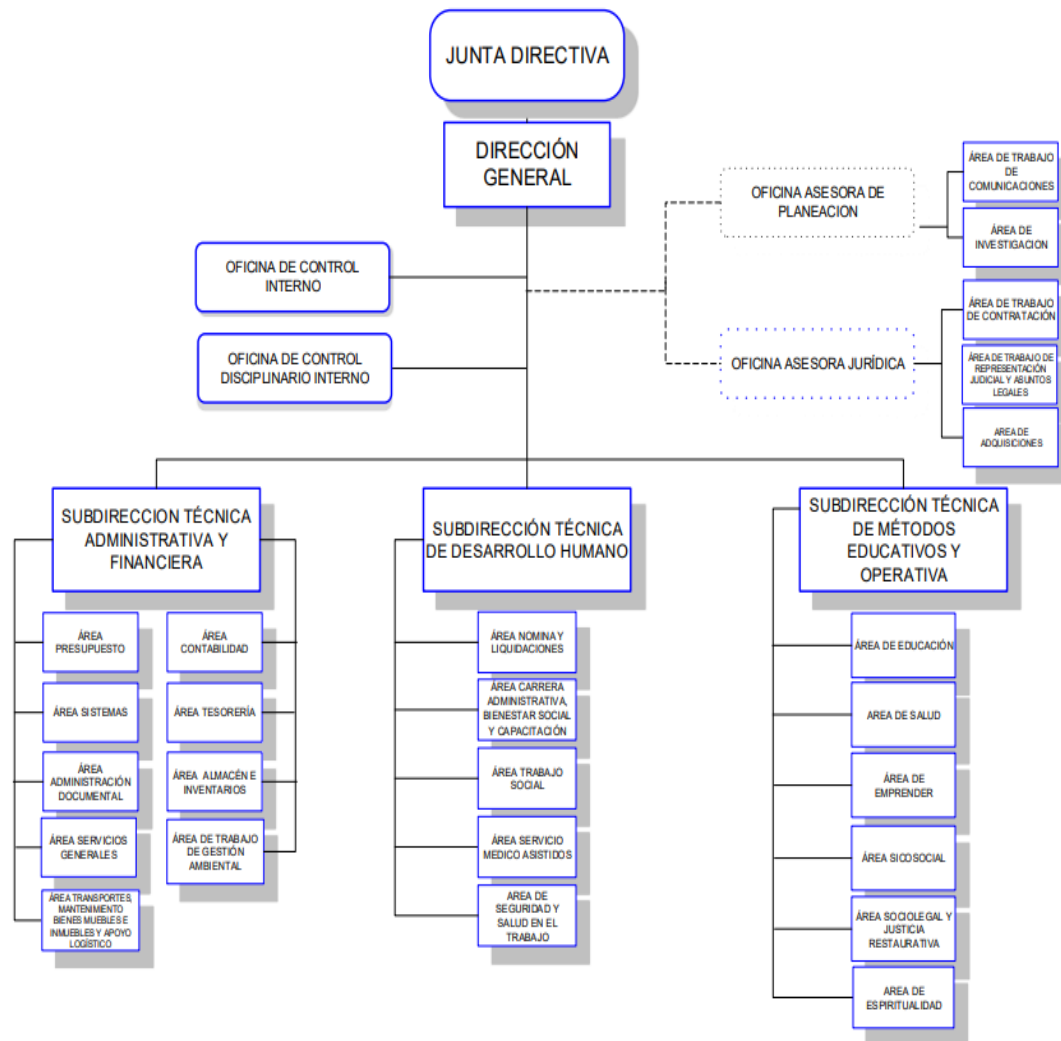 JUNTA DIRECTIVA
DIRECCIÓN
GENERAL
OFICINA ASESORA DE
PLANEACION
ÁREA DE TRABAJO
DE
COMUNICACIONES
ÁREA DE
INVESTIGACION
OFICINA DE CONTROL
INTERNO
OFICINA DE CONTROL
DISCIPLINARIO INTERNO
OFICINA ASESORA JURÍDICA
ÁREA DE TRABAJO
DE CONTRATACIÓN
ÁREA DE TRABAJO DE
REPRESENTACIÓN
JUDICIAL Y ASUNTOS
LEGALES
AREA DE
ADQUISICIONES
SUBDIRECCION TÉCNICA
ADMINISTRATIVA Y
FINANCIERA
ÁREA
PRESUPUESTO
ÁREA SISTEMAS
ÁREA
ADMINISTRACIÓN
DOCUMENTAL
ÁREA SERVICIOS
GENERALES
ÁREA TRANSPORTES,
MANTENIMIENTO
BIENES MUEBLES E
INMUEBLES Y APOYO
LOGÍSTICO
ÁREA
CONTABILIDAD
ÁREA TESORERÍA
ÁREA ALMACÉN E
INVENTARIOS
ÁREA DE TRABAJO
DE GESTIÓN
AMBIENTAL
SUBDIRECCIÓN TÉCNICA
DE DESARROLLO HUMANO
ÁREA NOMINA Y
LIQUIDACIONES
ÁREA CARRERA
ADMINISTRATIVA,
BIENESTAR SOCIAL
Y CAPACITACIÓN
ÁREA TRABAJO
SOCIAL
ÁREA SERVICIO
MEDICO ASISTIDOS
AREA DE
SEGURIDAD Y
SALUD EN EL
TRABAJO
SUBDIRECCIÓN TÉCNICA
DE MÉTODOS
EDUCATIVOS Y
OPERATIVA
ÁREA DE EDUCACIÓN
AREA DE SALUD
ÁREA DE
EMPRENDER
ÁREA SICOSOCIAL
ÁREA SOCIOLEGAL Y
JUSTICIA
RESTAURATIVA
AREA DE
ESPIRITUALIDAD